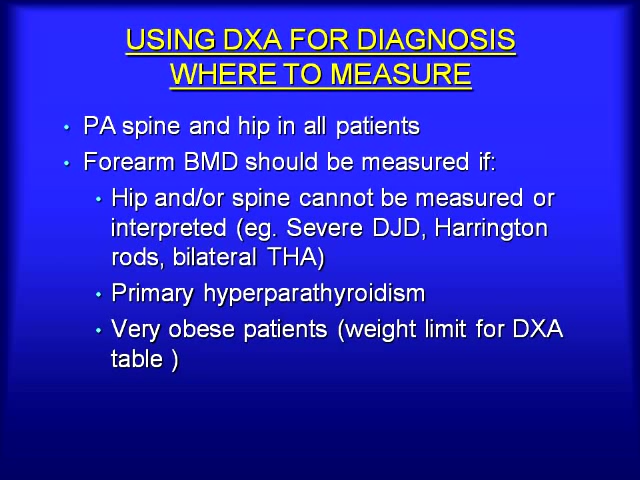 USING DXA FOR DIAGNOSIS
WHERE TO MEASURE
• PA spine and hip in all patients
• Forearm BMD should be measured if:
• Hip and/or spine cannot be measured or
interpreted (eg. Severe DJD, Harrington
rods, bilateral THA)
• Primary hyperparathyroidism
• Very obese patients (weight limit for DXA
table )